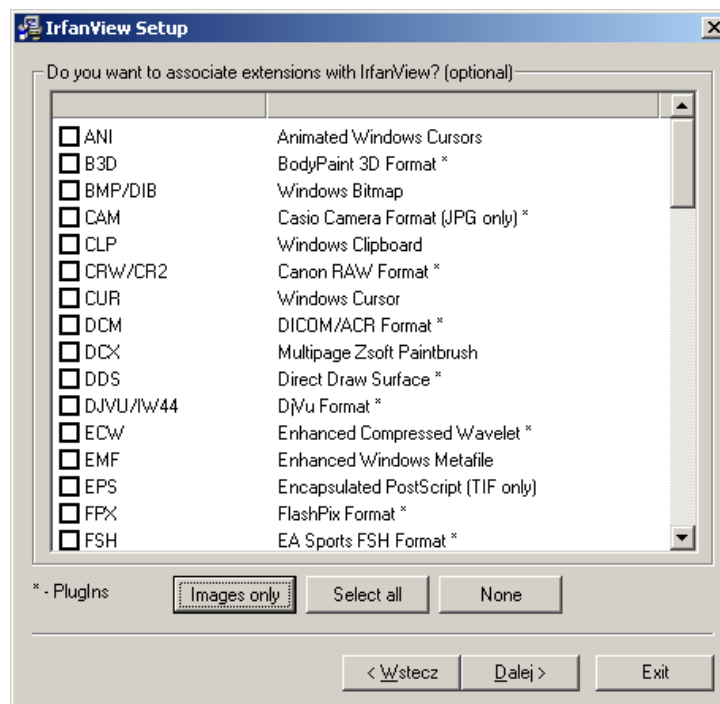 IrfanView Setup
Do you want to associate extensions with IrfanView? (optional)
ANI Animated Windows Cursors
B3D BodyPaint 3D Format *
BMP/DIB Windows Bitmap
CAM Casio Camera Format (JPG only) *
CLP Windows Clipboard
CRW/CR2 Canon RAW Format *
CUR Windows Cursor
DCM DICOM/ACR Format *
DCX Multipage Zsoft Paintbrush
DDS Direct Draw Surface *
DJVU/IW44 DjVu Format *
ECW Enhanced Compressed Wavelet *
EMF Enhanced Windows Metafile
EPS Encapsulated PostScript (TIF only)
FPX FlashPix Format *
FSH EA Sports FSH Format *
* - PlugIns Images only Select all None
< Wstecz Dalej > Exit